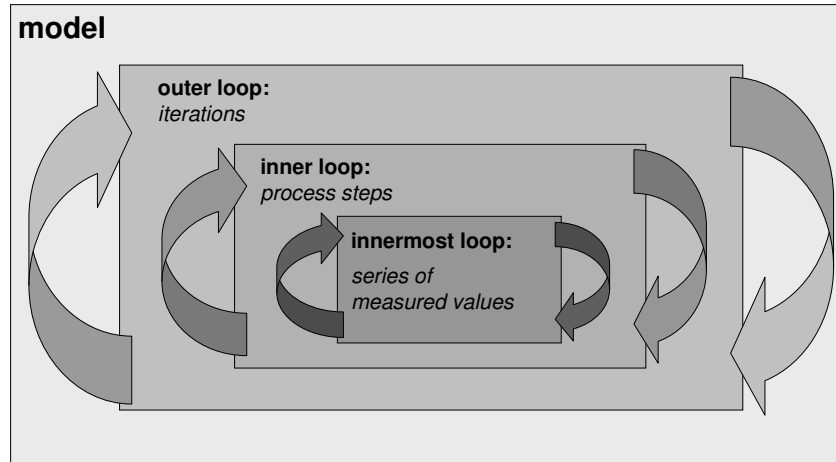 model
outer loop:
iterations
inner loop:
process steps
innermost loop:
series of
measured values